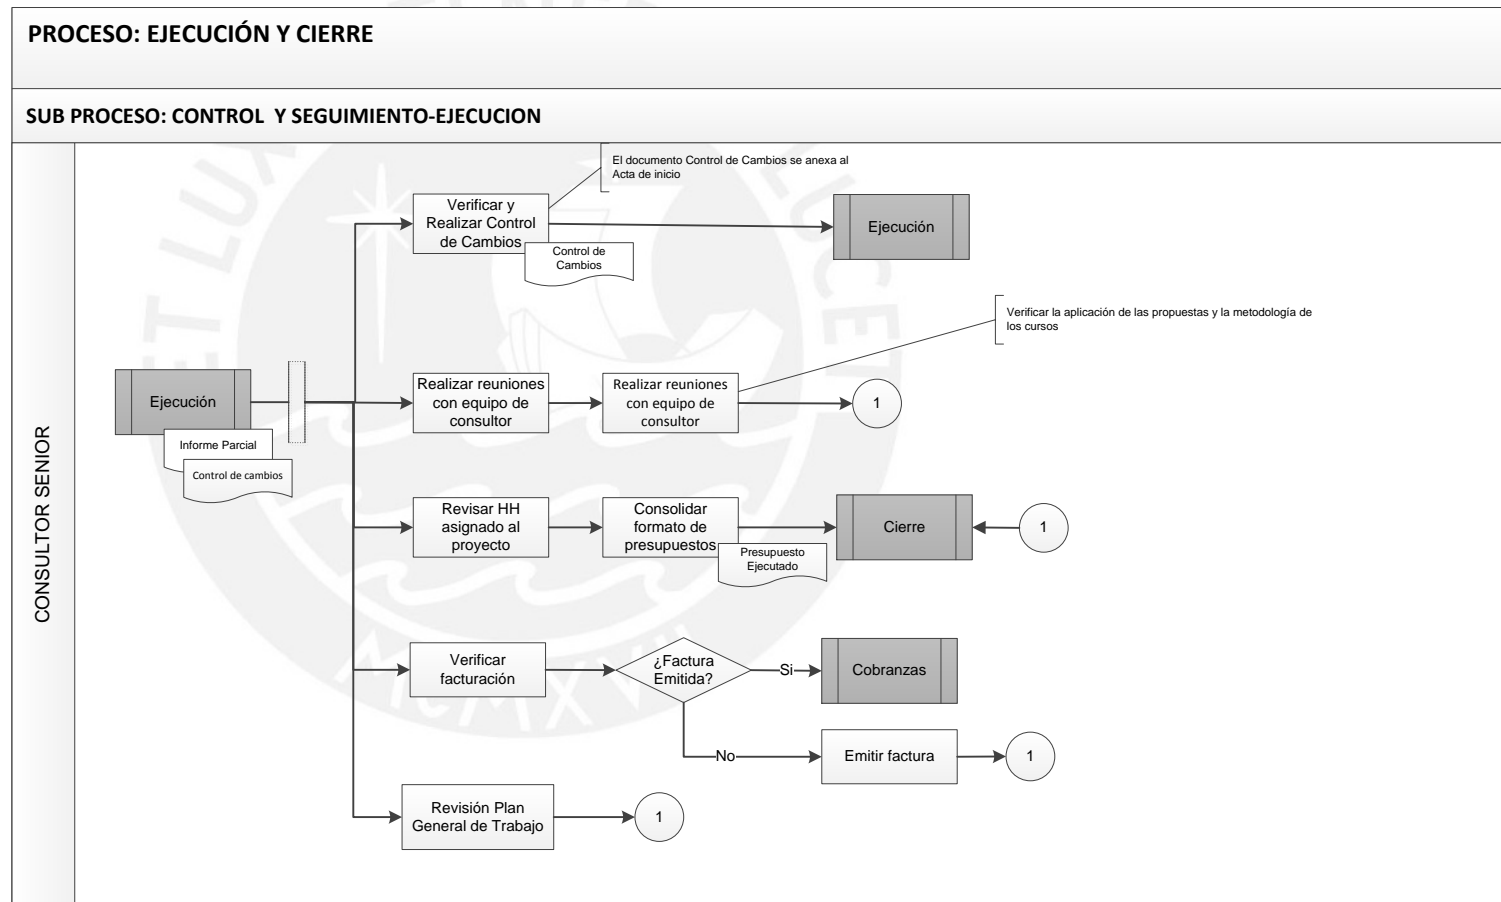 PROCESO: EJECUCIÓN Y CIERRE
SUB PROCESO: CONTROL Y SEGUIMIENTO-EJECUCION
CONSULTOR SENIOR
El documento Control de Cambios se anexa al
Acta de inicio
Verificar y
Realizar Control
de Cambios
Control de
Cambios
Ejecución
Verificar la aplicación de las propuestas y la metodología de
los cursos
Ejecución
Informe Parcial
Control de cambios
Realizar reuniones
con equipo de
consultor
Realizar reuniones
con equipo de
consultor
1
Revisar HH
asignado al
proyecto
Consolidar
formato de
presupuestos
Presupuesto
Ejecutado
Cierre
1
Verificar
facturación
¿Factura
Emitida?
Si
Cobranzas
No
Emitir factura
1
Revisión Plan
General de Trabajo
1
ET LUX
LUCET
MCMXVII